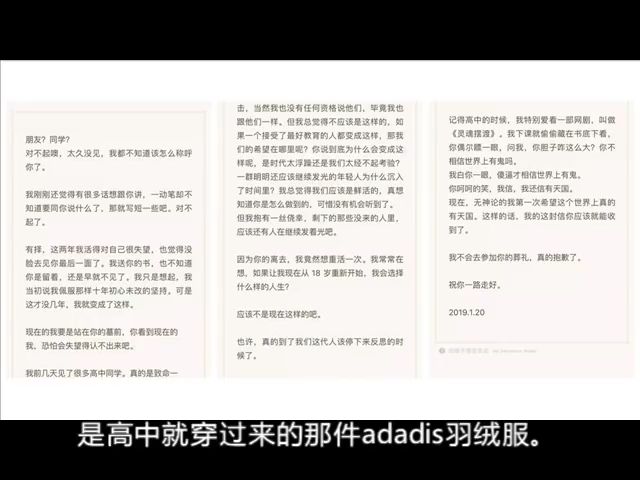 朋友？同学？
对不起噢，太久没见，我都不知道该怎么称呼
你了。
我刚刚还觉得有很多话想跟你讲，一动笔却不
知道要同你说什么了，那就写短一些吧。对不
起了。
有择，这两年我活得对自己很失望，也觉得没
脸去见你最后一面了。我送你的书，也不知道
你是留着，还是早就不见了。我只是想起，我
当初说我佩服那样十年初心未改的坚持。可是
这才没几年，我就变成了这样。
现在的我要是站在你的墓前，你看到现在的
我，恐怕会失望得认不出来吧。
我前几天见了很多高中同学。真的是致命一
击，当然我也没有任何资格说他们，毕竟我也
跟他们一样。但我总觉得不应该是这样的，如
果一个接受了最好教育的人都变成这样，那我
们的希望在哪里呢？你说到底为什么会变成这
样呢，是时代太浮躁还是我们太经不起考验？
一群明明还应该继续发光的年轻人为什么沉入
了时间里？我总觉得我们应该是鲜活的、真想
知道你是怎么做到的，可惜没有机会听到了。
但我抱有一丝侥幸，剩下的那些没来的人里，
应该还有人在继续发着光吧。
因为你的离去，我竟然想重活一次。我常常在
想，如果让我现在从 18 岁重新开始，我会选择
什么样的人生？
应该不是现在这样的吧。
也许，真的到了我们这代人该停下来反思的时
候了。
记得高中的时候，我特别爱看一部网剧，叫做
《灵魂摆渡》。我下课就偷偷藏在书底下看，
你偶尔瞟一眼，问我，你胆子咋这么大？你不
相信世界上有鬼吗。
我白你一眼，傻逼才相信世界上有鬼。
你呵呵的笑，我信，我还信有天国。
现在，无神论的我第一次希望这个世界上真的
有天国。这样的话，我的这封信你应该就能收
到了。
我不会去参加你的葬礼。真的抱歉了。
祝你一路走好。
2019.1.20
是高中就穿过来的那件adadis羽绒服。